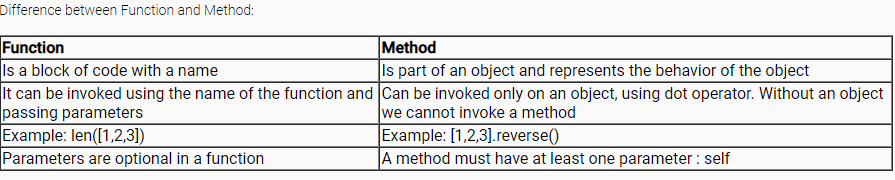 Difference between Function and Method:
Function Method
Is a block of code with a name Is part of an object and represents the behavior of the object
It can be invoked using the name of the function and Can be invoked only on an object, using dot operator. Without an object
passing parameters we cannot invoke a method
Example: len([1,2,3]) Example: [1,2,3].reverse()
Parameters are optional in a function A method must have at least one parameter : self